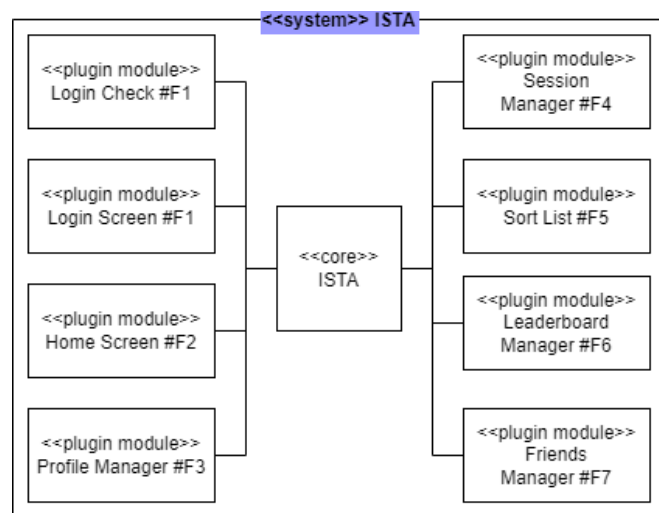 <<system>> ISTA
<<plugin module>>
Login Check #F1
<<plugin module>>
Login Screen #F1
<<plugin module>>
Home Screen #F2
<<plugin module>>
Profile Manager #F3
<<core>>
ISTA
<<plugin module>>
Session
Manager #F4
<<plugin module>>
Sort List #F5
<<plugin module>>
Leaderboard
Manager #F6
<<plugin module>>
Friends
Manager #F7